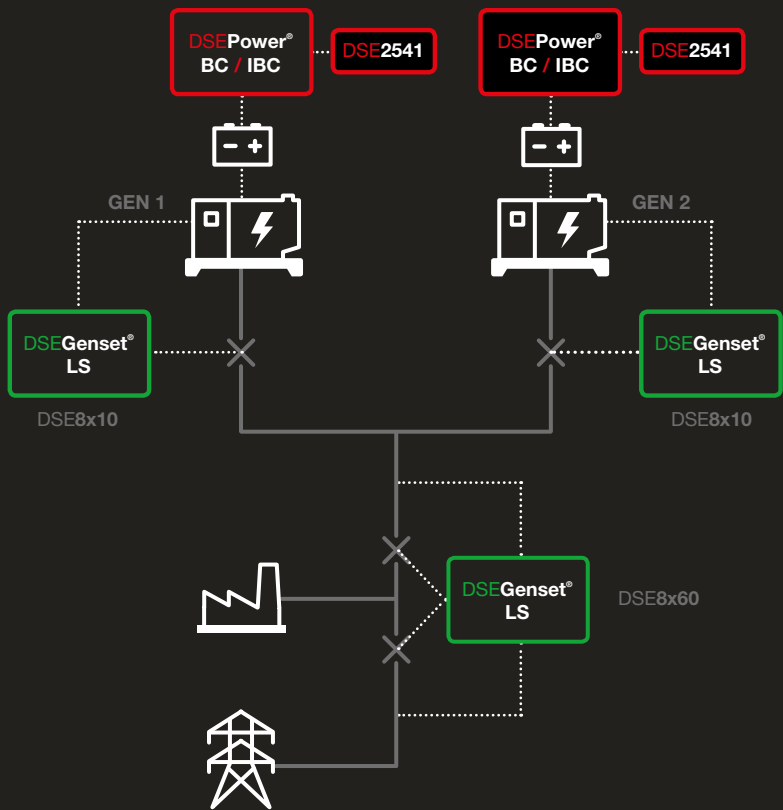 DSEPower®
BC / IBC
DSE2541
DSEPower®
BC / IBC
DSE2541
GEN 1
GEN 2
DSEGenset®
LS
DSE8x10
DSEGenset®
LS
DSE8x10
DSEGenset®
LS
DSE8x60